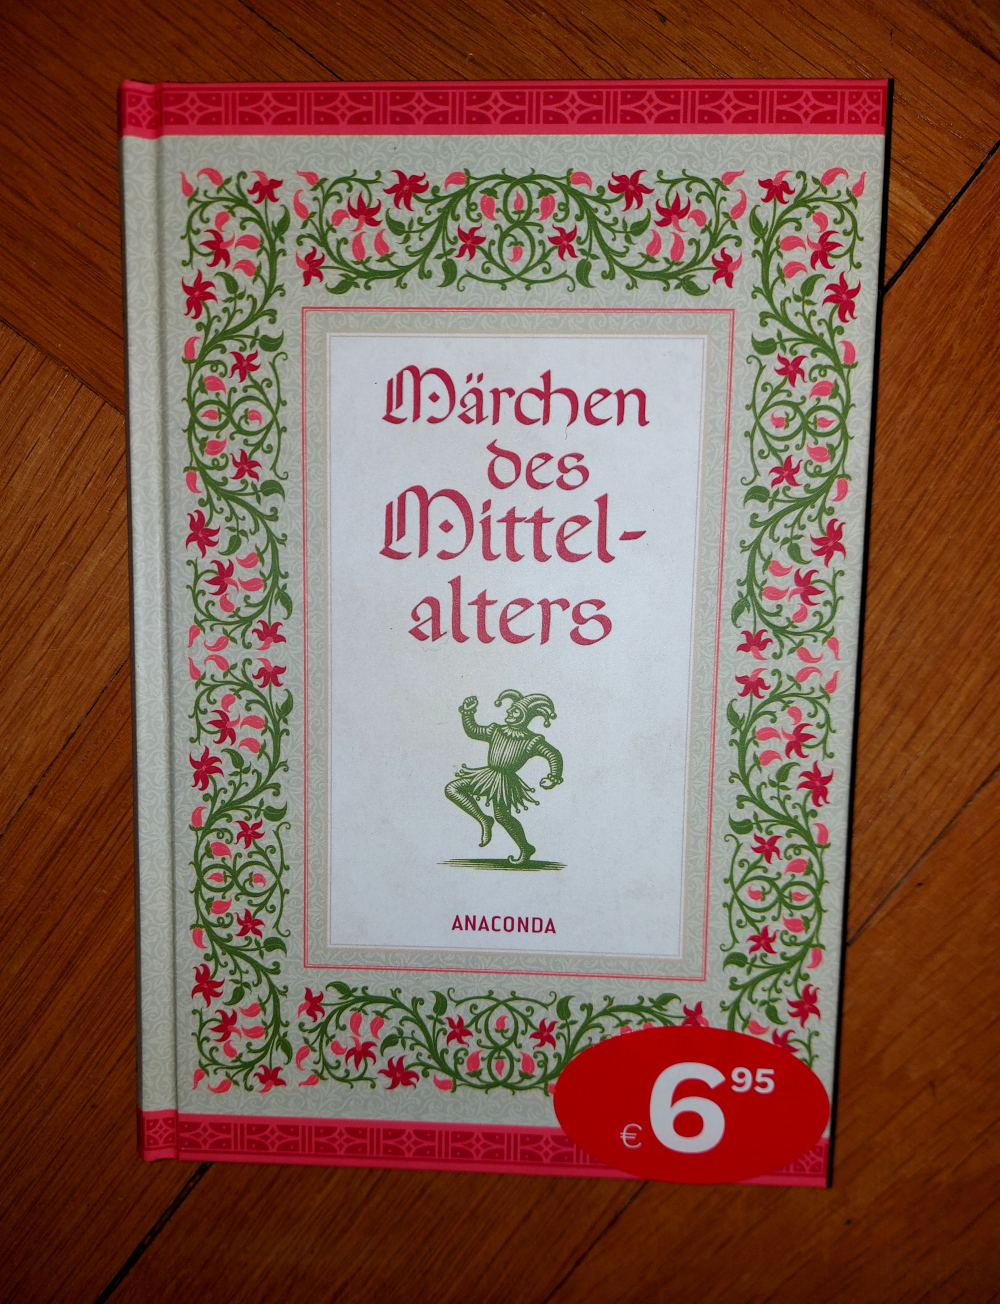 Märchen
des
Mittel-
alters
ANACONDA
€ 6 95